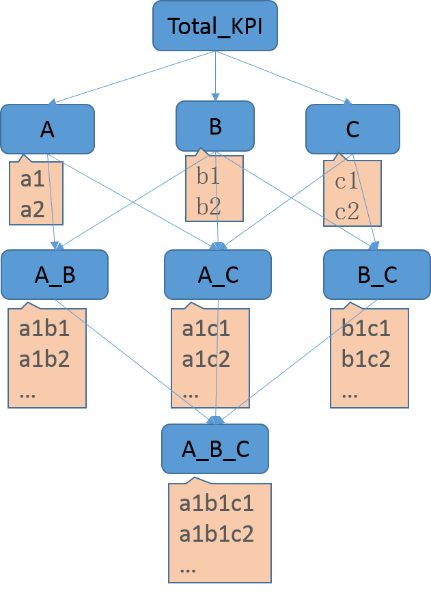 Total_KPI
A
B
C
a1
a2
b1
b2
c1
c2
A_B
A_C
B_C
a1b1
a1b2
...
a1c1
a1c2
...
b1c1
b1c2
...
A_B_C
a1b1c1
a1b1c2
...